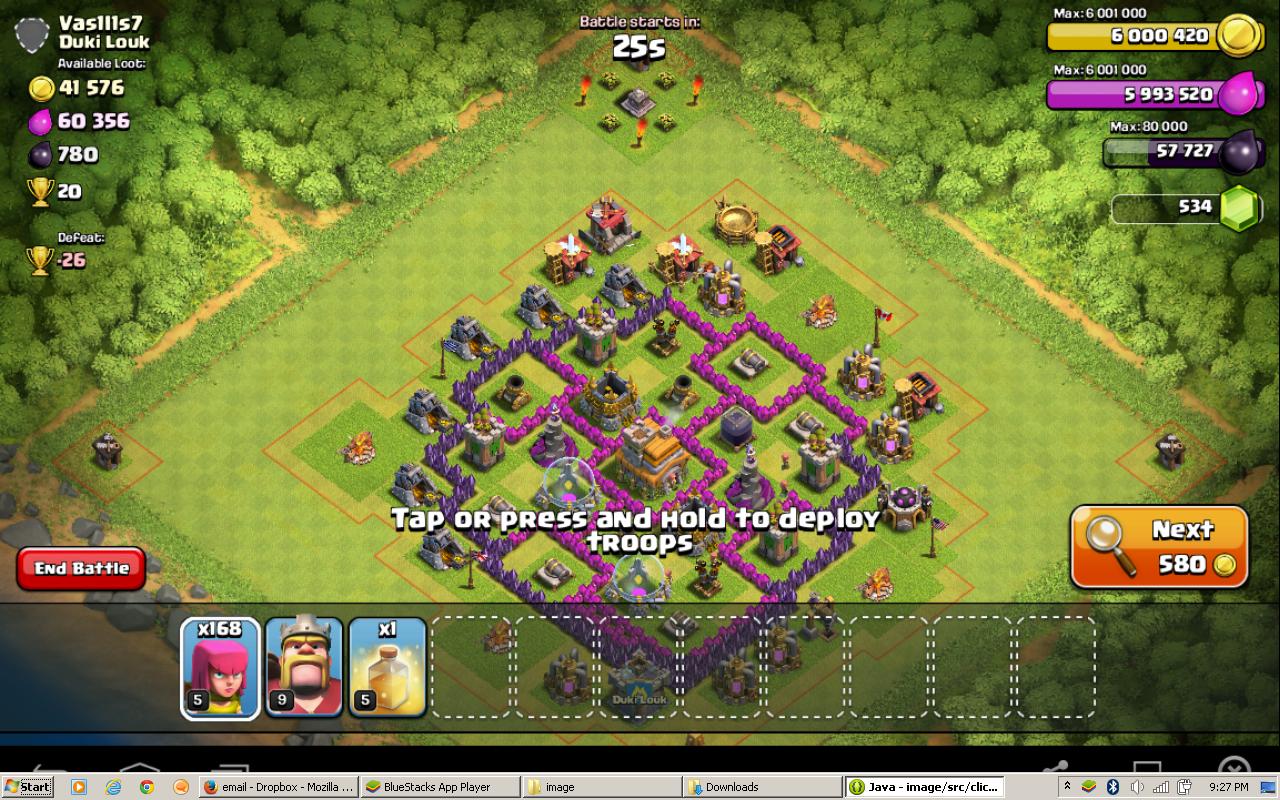 Vas111s7
Duki Louk
Available Loot:
41 576
60 356
780
20
Defeat:
-26
Battle starts in:
25s
Max: 6 001 000
6 000 420
Max: 6 001 000
5 993 520
Max: 80 000
57 727
534
Tap or press and hold to deploy
troops
End Battle
Next
580
x168
5
9
x1
5
Duki Louk
Start
email - Dropbox - Mozilla ...
BlueStacks App Player
image
Downloads
Java - image/src/clic...
9:27 PM